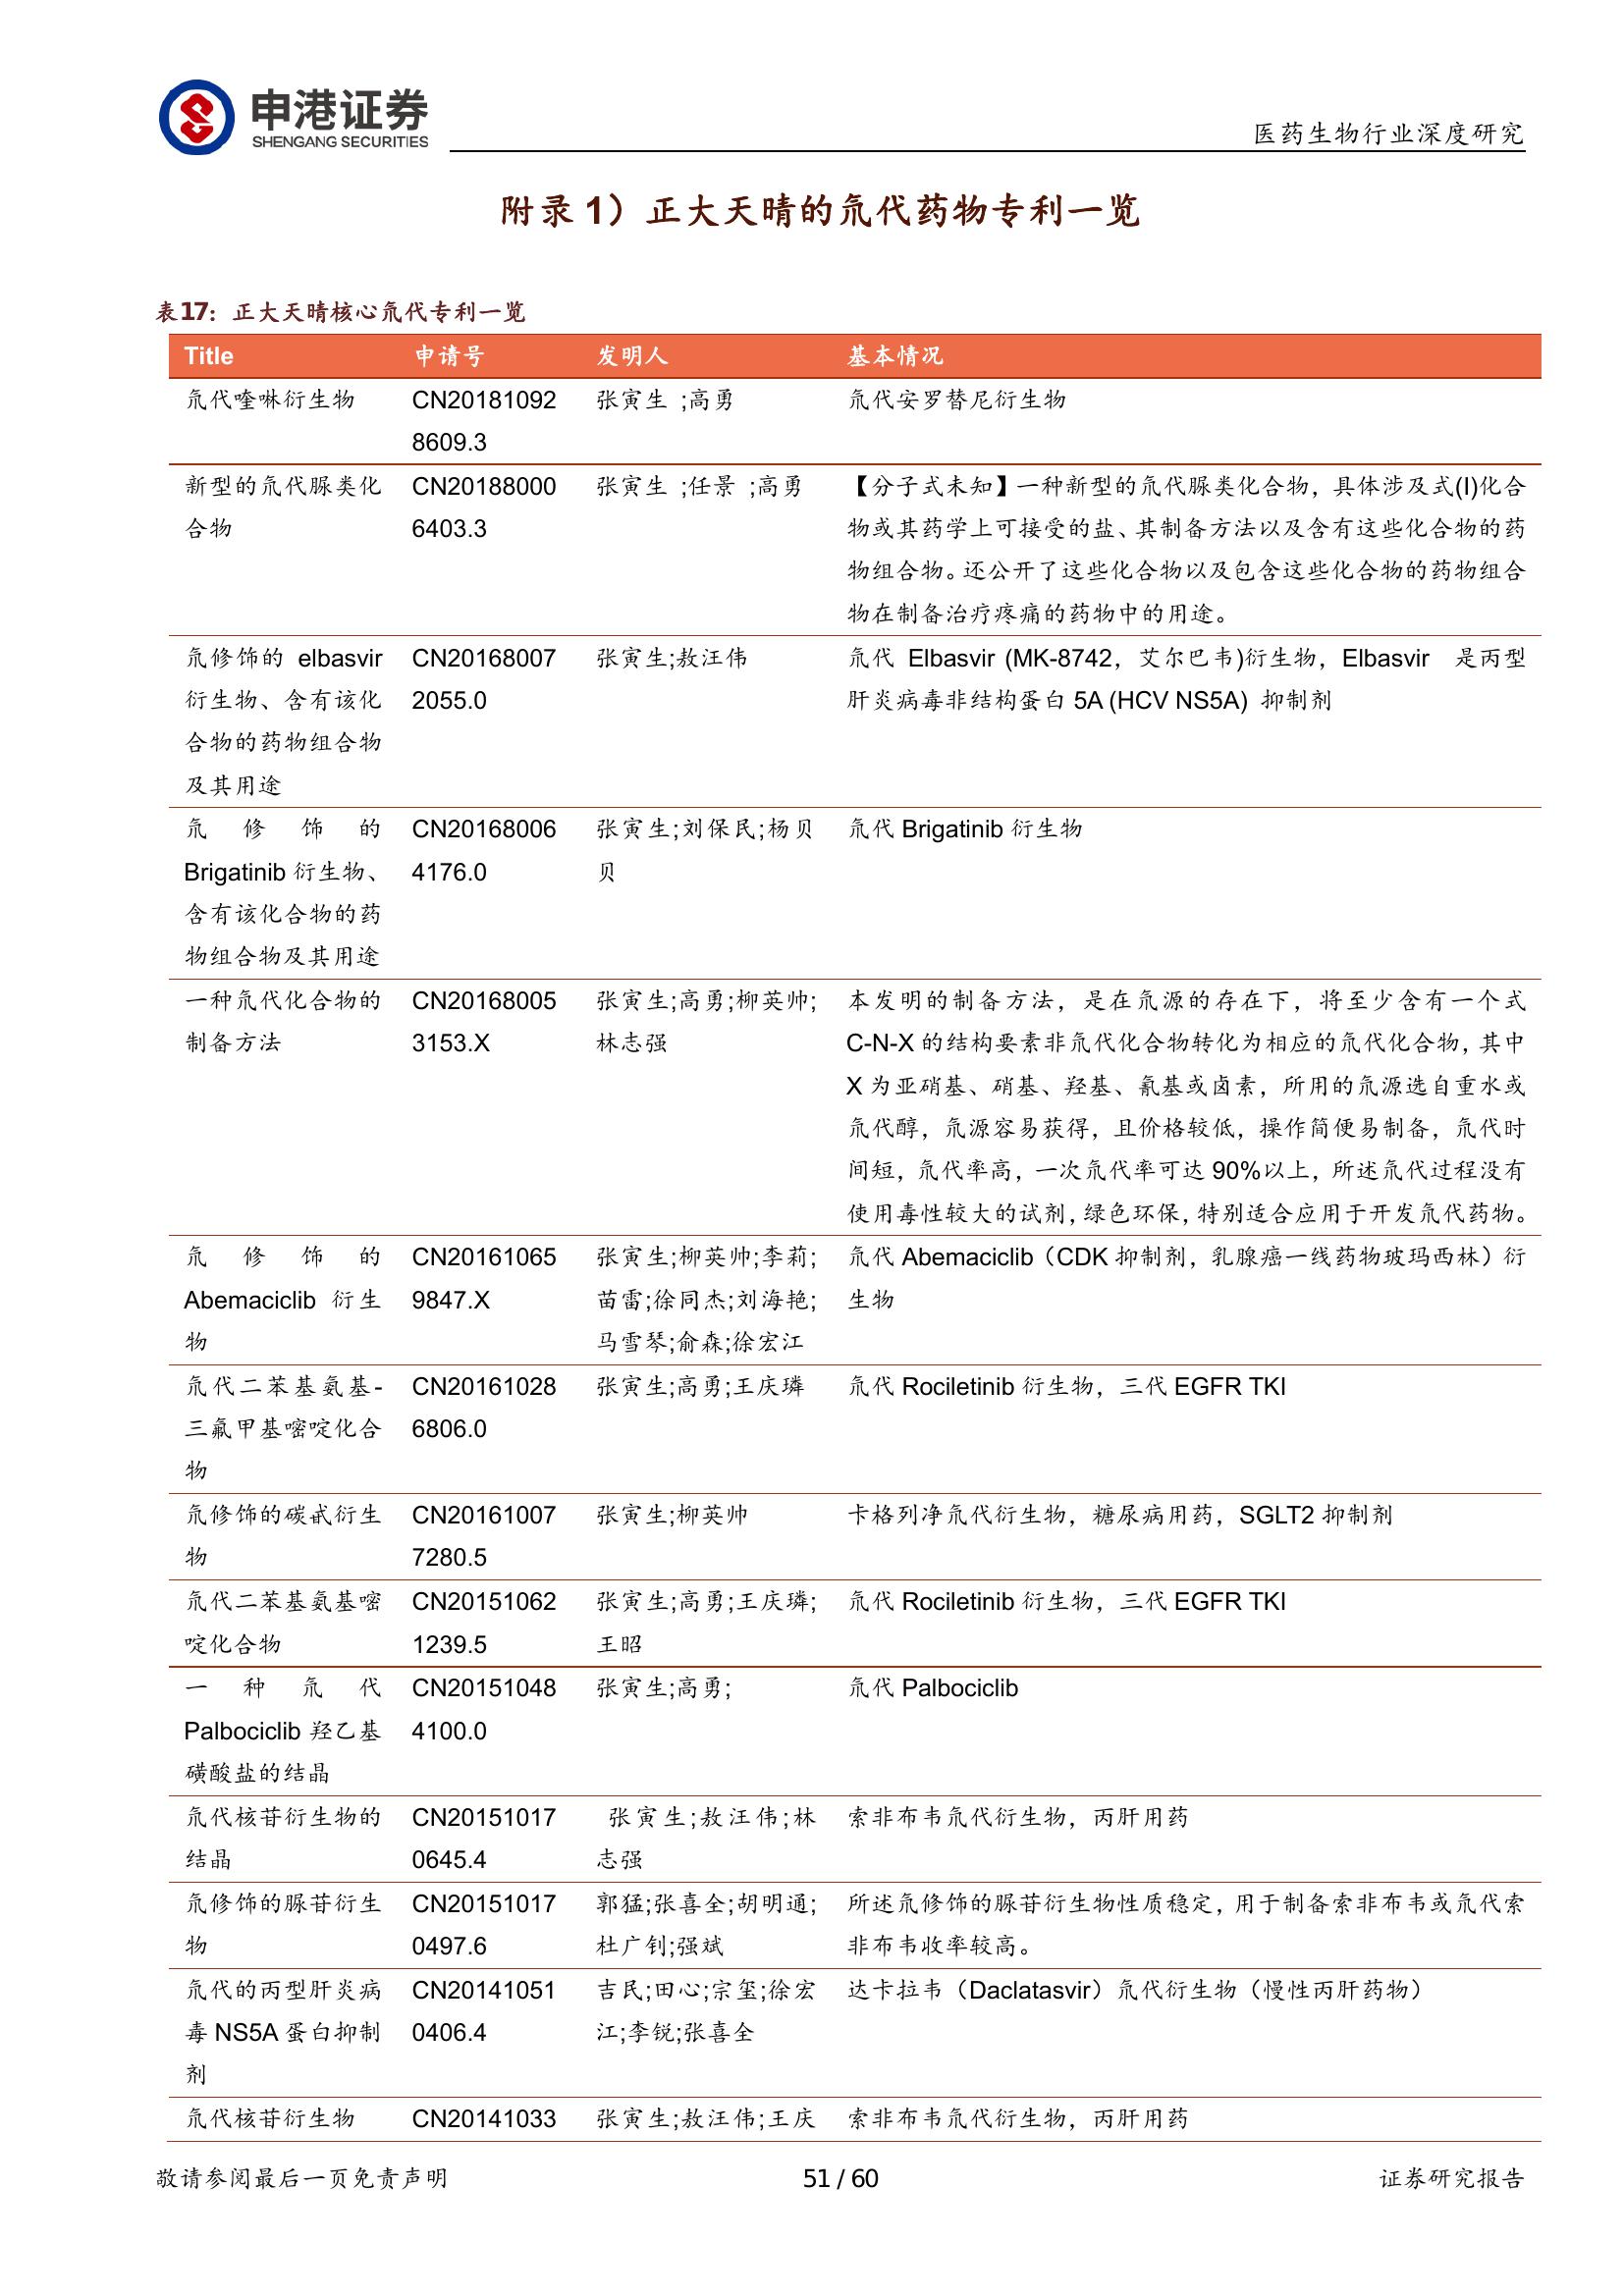 申港证券
SHENGANG SECURITIES
医药生物行业深度研究
附录 1）正大天晴的氘代药物专利一览
表17：正大天晴核心氘代专利一览
Title 申请号 发明人 基本情况
氘代喹啉衍生物 CN20181092 张寅生 ;高勇 氘代安罗替尼衍生物
8609.3
新型的氘代脲类化 CN20188000 张寅生 ;任景 ;高勇 【分子式未知】一种新型的氘代脲类化合物，具体涉及式(I)化合
合物 6403.3 物或其药学上可接受的盐、其制备方法以及含有这些化合物的药
物组合物。还公开了这些化合物以及包含这些化合物的药物组合
物在制备治疗疼痛的药物中的用途。
氘修饰的 elbasvir CN20168007 张寅生;敖汪伟 氘代 Elbasvir (MK-8742，艾尔巴韦)衍生物，Elbasvir 是丙型
衍生物、含有该化 2055.0 肝炎病毒非结构蛋白 5A (HCV NS5A) 抑制剂
合物的药物组合物
及其用途
氘修饰的 CN20168006 张寅生;刘保民;杨贝 氘代 Brigatinib 衍生物
Brigatinib 衍生物、 4176.0 贝
含有该化合物的药
物组合物及其用途
一种氘代化合物的 CN20168005 张寅生;高勇;柳英帅; 本发明的制备方法，是在氘源的存在下，将至少含有一个式
制备方法 3153.X 林志强 C-N-X 的结构要素非氘代化合物转化为相应的氘代化合物，其中
X 为亚硝基、硝基、羟基、氰基或卤素，所用的氘源选自重水或
氘代醇，氘源容易获得，且价格较低，操作简便易制备，氘代时
间短，氘代率高，一次氘代率可达 90%以上，所述氘代过程没有
使用毒性较大的试剂，绿色环保，特别适合应用于开发氘代药物。
氘修饰的 CN20161065 张寅生;柳英帅;李莉; 氘代 Abemaciclib（CDK 抑制剂，乳腺癌一线药物玻玛西林）衍
Abemaciclib 衍生 9847.X 苗雷;徐同杰;刘海艳; 生物
物 马雪琴;俞森;徐宏江
氘代二苯基氨基- CN20161028 张寅生;高勇;王庆璘 氘代 Rociletinib 衍生物，三代 EGFR TKI
三氟甲基嘧啶化合 6806.0
物
氘修饰的碳甙衍生 CN20161007 张寅生;柳英帅 卡格列净氘代衍生物，糖尿病用药，SGLT2 抑制剂
物 7280.5
氘代二苯基氨基嘧 CN20151062 张寅生;高勇;王庆璘; 氘代 Rociletinib 衍生物，三代 EGFR TKI
啶化合物 1239.5 王昭
一种氘代 CN20151048 张寅生;高勇; 氘代 Palbociclib
Palbociclib 羟乙基 4100.0
磺酸盐的结晶
氘代核苷衍生物的 CN20151017 张寅生;敖汪伟;林 索非布韦氘代衍生物，丙肝用药
结晶 0645.4 志强
氘修饰的脲苷衍生 CN20151017 郭猛;张喜全;胡明通; 所述氘修饰的脲苷衍生物性质稳定，用于制备索非布韦或氘代索
物 0497.6 杜广钊;强斌 非布韦收率较高。
氘代的丙型肝炎病 CN20141051 吉民;田心;宗玺;徐宏 达卡拉韦（Daclatasvir）氘代衍生物（慢性丙肝药物）
毒 NS5A 蛋白抑制 0406.4 江;李锐;张喜全
剂
氘代核苷衍生物 CN20141033 张寅生;敖汪伟;王庆 索非布韦氘代衍生物，丙肝用药
敬请参阅最后一页免责声明 51 / 60 证券研究报告